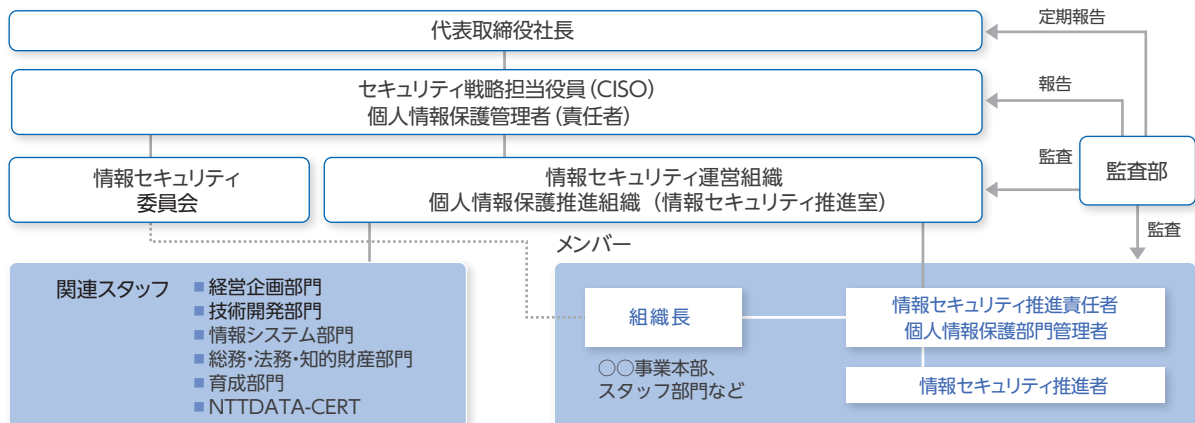 代表取締役社長
定期報告
セキュリティ戦略担当役員(CISO)
個人情報保護管理者(責任者)
報告
情報セキュリティ
委員会
情報セキュリティ運営組織
個人情報保護推進組織(情報セキュリティ推進室)
監査
監査部
監査
メンバー
関連スタッフ
■経営企画部門
■技術開発部門
■情報システム部門
■総務・法務・知的財産部門
■育成部門
■NTTDATA-CERT
組織長
○○事業本部、
スタッフ部門など
情報セキュリティ推進責任者
個人情報保護部門管理者
情報セキュリティ推進者